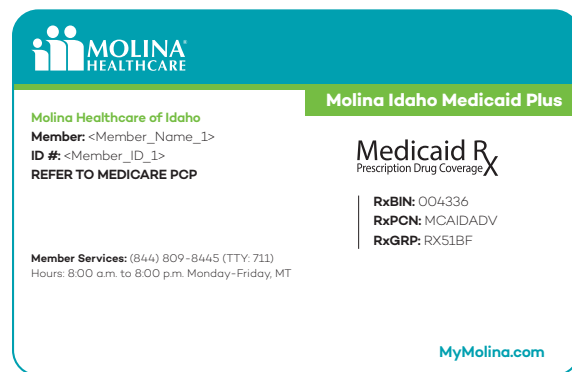 MOLINA®
HEALTHCARE
Molina Idaho Medicaid Plus
Molina Healthcare of Idaho
Member: <Member_Name_1>
ID #: <Member_ID_1>
REFER TO MEDICARE PCP
Medicaid Rx
Prescription Drug Coverage
RxBIN: 004336
RxPCN: MCAIDADV
RxGRP: RX51BF
Member Services: (844) 809-8445 (TTY: 711)
Hours: 8:00 a.m. to 8:00 p.m. Monday-Friday, MT
MyMolina.com